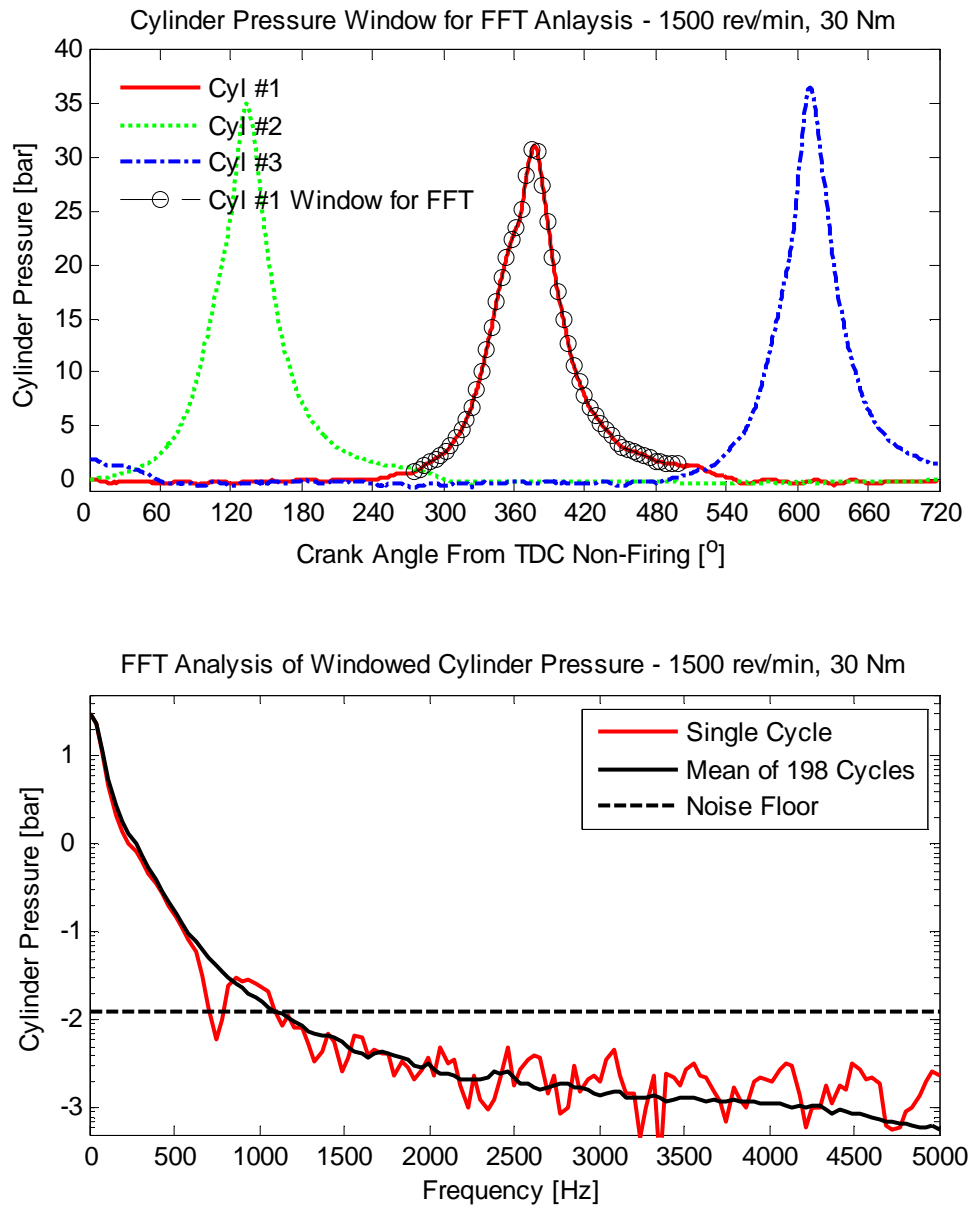 Cylinder Pressure Window for FFT Anlaysis - 1500 rev/min, 30 Nm
40
35
30
25
20
15
10
5
0
Cylinder Pressure [bar]
Cyl #1
Cyl #2
Cyl #3
Cyl #1 Window for FFT
0 60 120 180 240 300 360 420 480 540 600 660 720
Crank Angle From TDC Non-Firing [o]
FFT Analysis of Windowed Cylinder Pressure - 1500 rev/min, 30 Nm
1
0
-1
-2
-3
Cylinder Pressure [bar]
Single Cycle
Mean of 198 Cycles
Noise Floor
0 500 1000 1500 2000 2500 3000 3500 4000 4500 5000
Frequency [Hz]